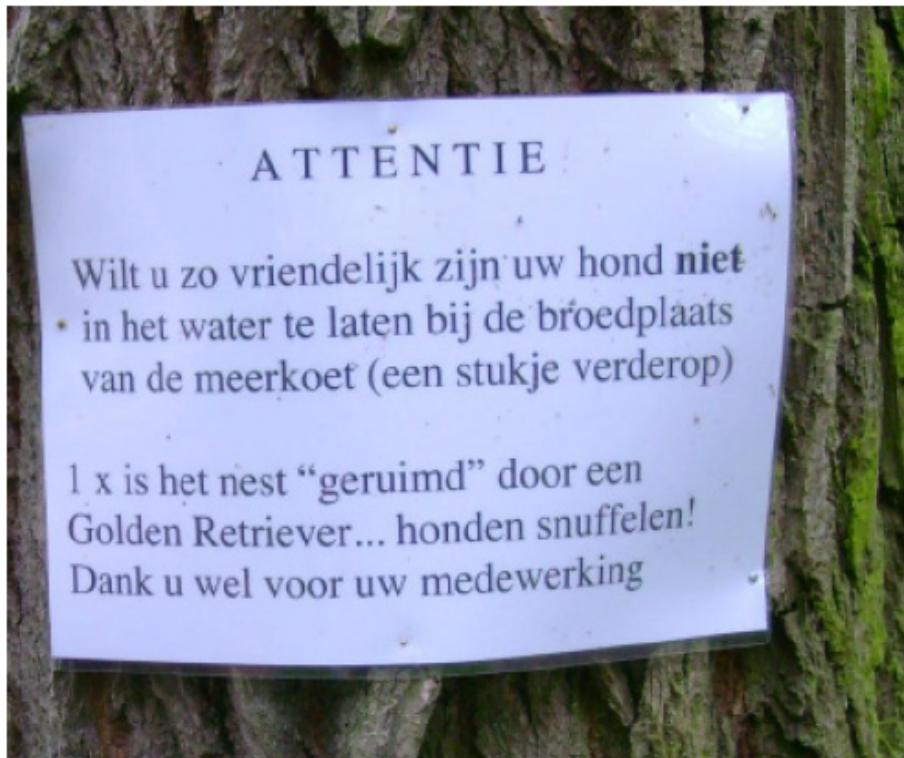 ATTENTIE
Wilt u zo vriendelijk zijn uw hond niet
in het water te laten bij de broedplaats
van de meerkoet (een stukje verderop)
1 x is het nest “geruimd” door een
Golden Retriever... honden snuffelen!
Dank u wel voor uw medewerking